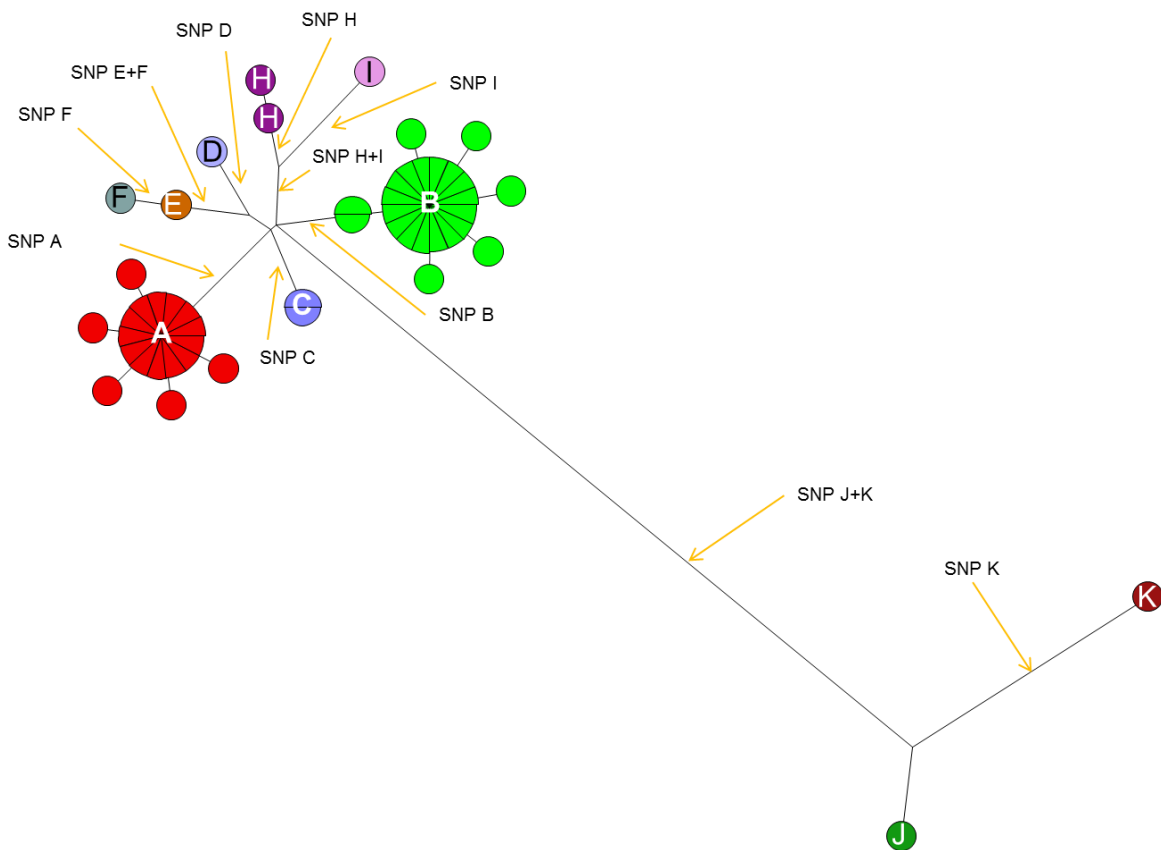 SNP H
SNP D
SNP E+F
H
I
SNP I
SNP F
H
D
SNP H+I
F
E
B
SNP A
C
SNP B
A
SNP C
SNP J+K
SNP K
K
J